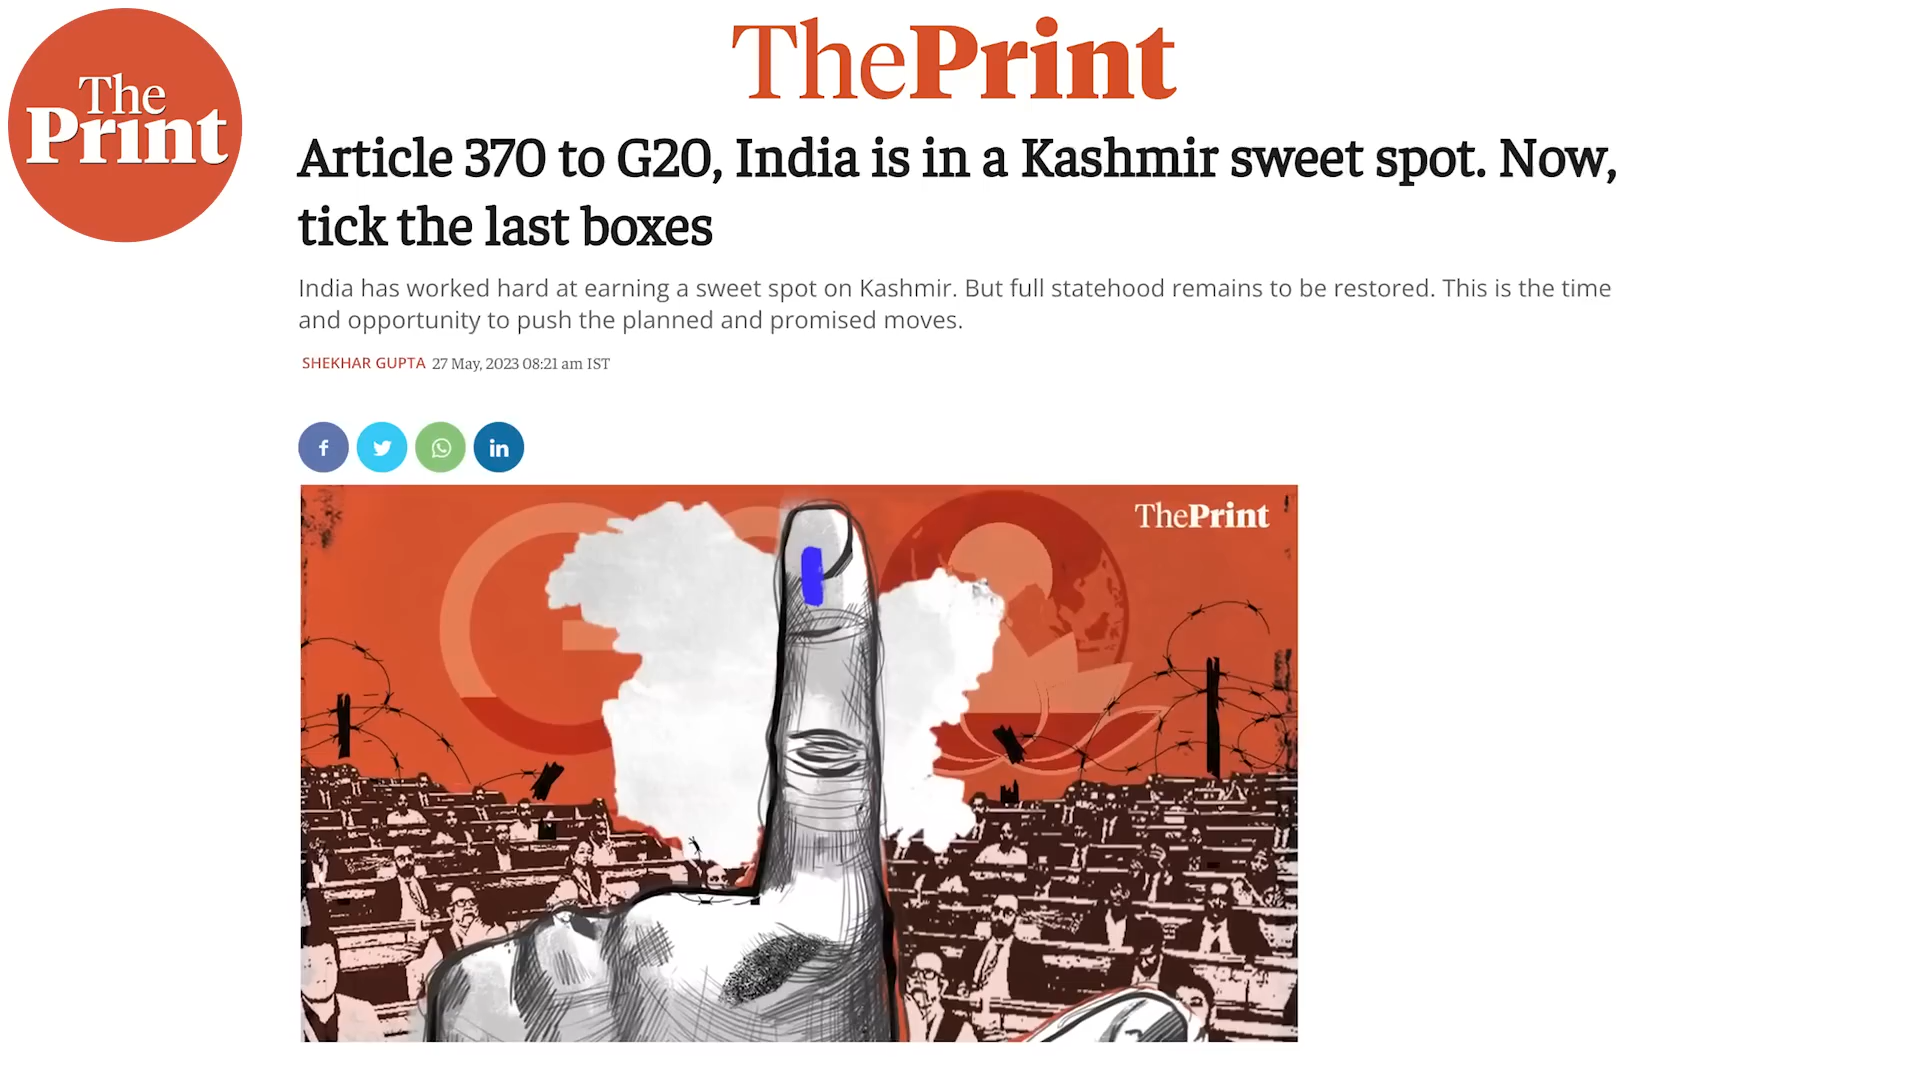 The
Print
ThePrint
Article 370 to G20, India is in a Kashmir sweet spot. Now,
tick the last boxes
India has worked hard at earning a sweet spot on Kashmir. But full statehood remains to be restored. This is the time
and opportunity to push the planned and promised moves.
SHEKHAR GUPTA 27 May, 2023 08:21 am IST
f
in
ThePrint
G20